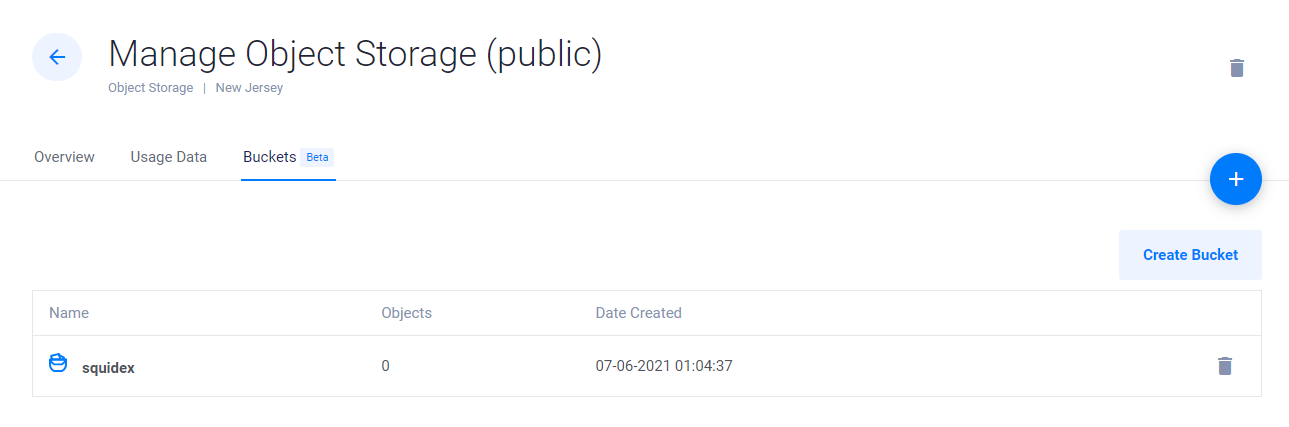 Manage Object Storage (public)
Object Storage | New Jersey
Overview Usage Data Buckets Beta
Create Bucket
Name Objects Date Created
squidex 0 07-06-2021 01:04:37